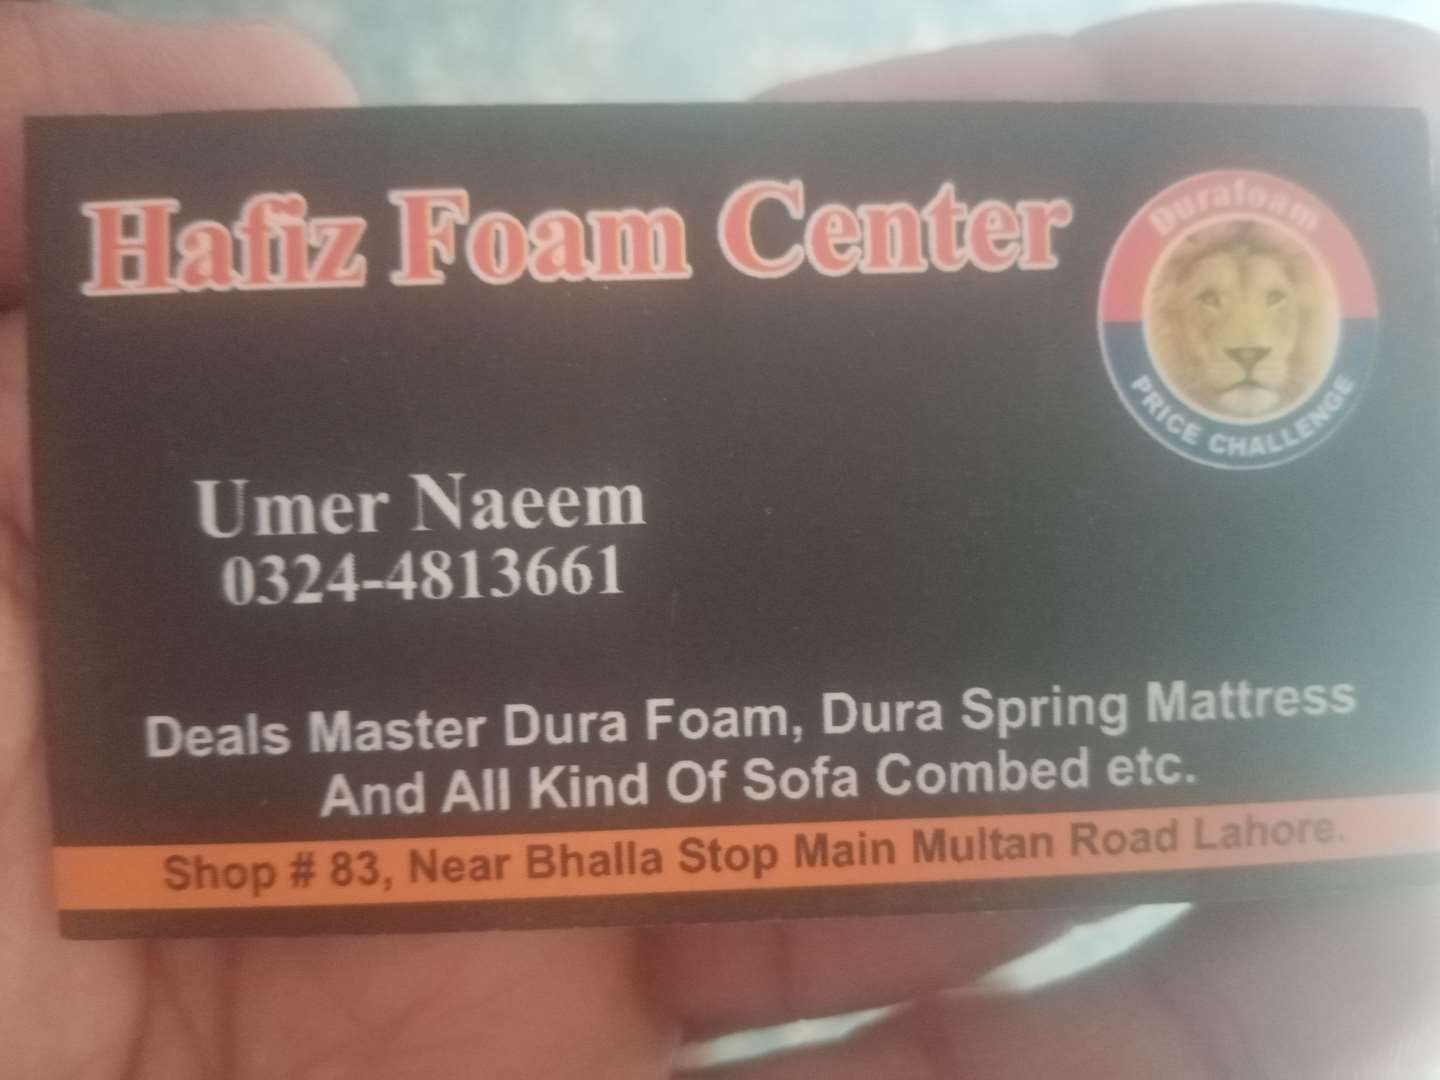 Hafiz Foam Center
Durafoam
PRICE CHALLENGE
Umer Naeem
0324-4813661
Deals Master Dura Foam, Dura Spring Mattress
And All Kind Of Sofa Combed etc.
Shop # 83, Near Bhalla Stop Main Multan Road Lahore.